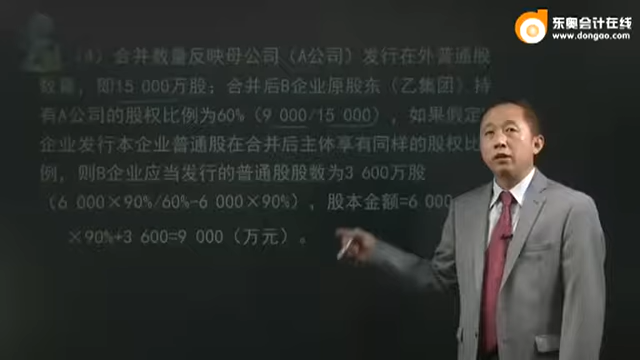 东奥会计在线
www.dongao.com
（4）合并数量反映母公司（A公司）发行在外普通股
数量，即15 000万股；合并后B企业原股东（乙集团）持
有A公司的股权比例为60%（9 000/15 000），如果假定
企业发行本企业普通股在合并后主体享有同样的股权比
例，则B企业应当发行的普通股股数为3 600万股
（6 000×90%/60%-6 000×90%），股本金额=6 000
×90%+3 600=9 000（万元）。